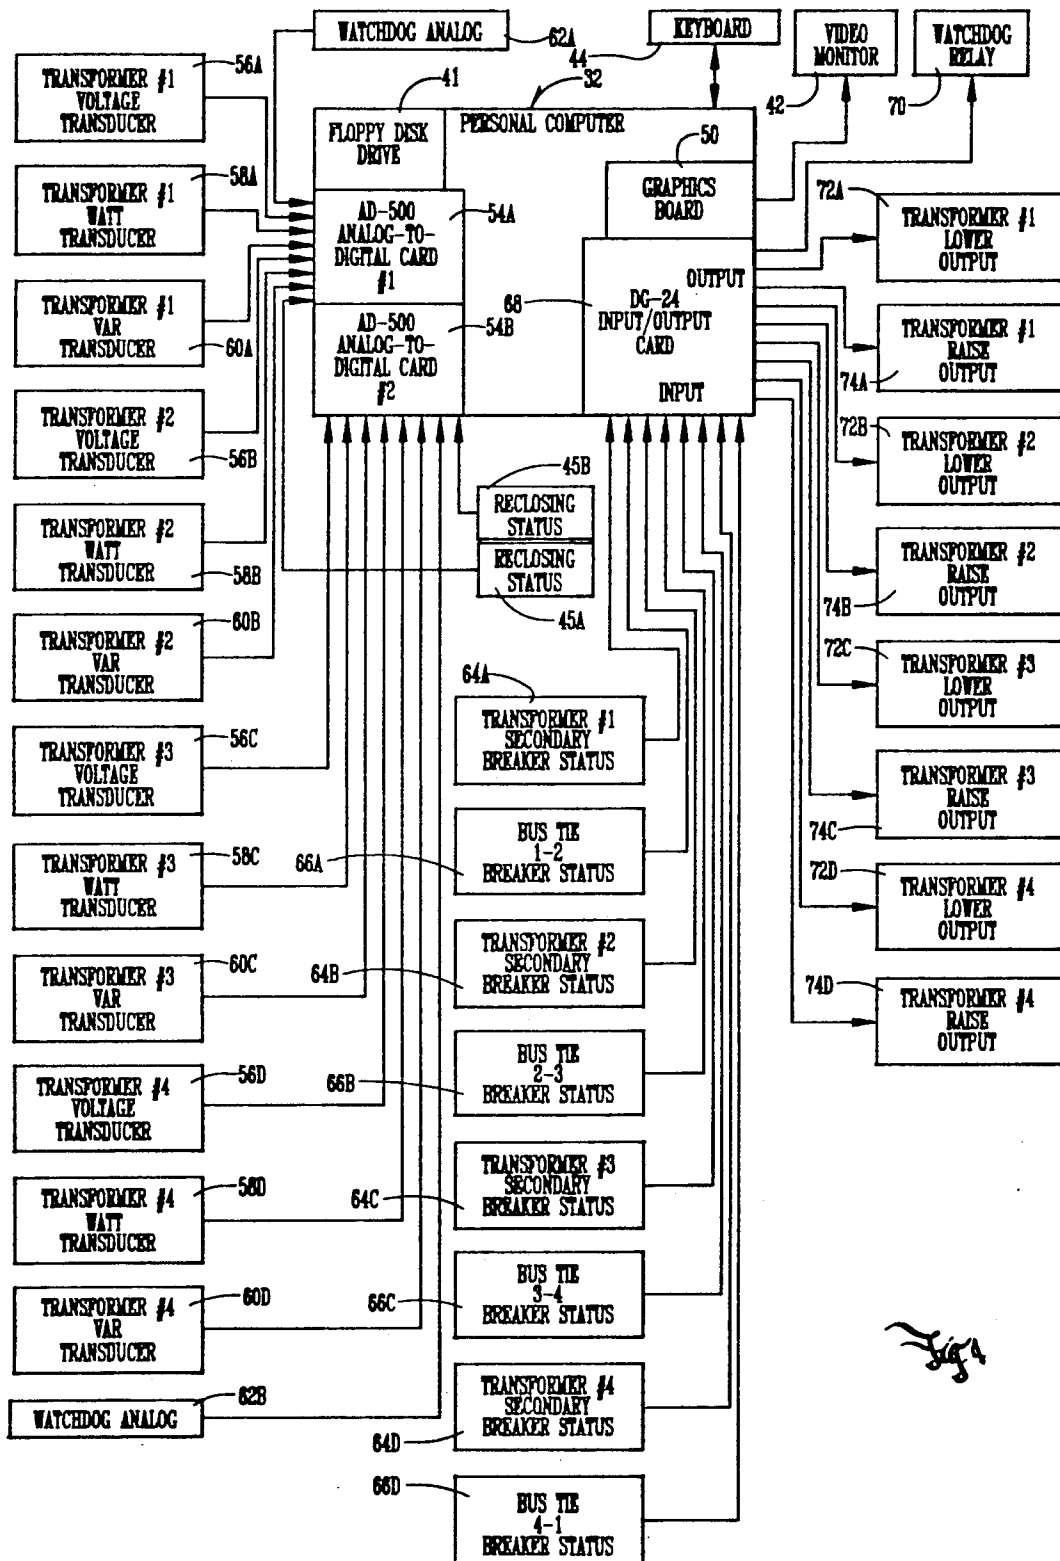 WATCHDOG ANALOG
62A
44
KEYBOARD
VIDEO
MONITOR
42
WATCHDOG
RELAY
70
56A
TRANSFORMER #1
VOLTAGE
TRANSDUCER
58A
TRANSFORMER #1
WATT
TRANSDUCER
TRANSFORMER #1
VAR
TRANSDUCER
60A
TRANSFORMER #2
VOLTAGE
TRANSDUCER
56B
TRANSFORMER #2
WATT
TRANSDUCER
58B
60B
TRANSFORMER #2
VAR
TRANSDUCER
56C
TRANSFORMER #3
VOLTAGE
TRANSDUCER
58C
TRANSFORMER #3
WATT
TRANSDUCER
60C
TRANSFORMER #3
VAR
TRANSDUCER
56D
TRANSFORMER #4
VOLTAGE
TRANSDUCER
58D
TRANSFORMER #4
WATT
TRANSDUCER
60D
TRANSFORMER #4
VAR
TRANSDUCER
62B
WATCHDOG ANALOG
41
32
FLOPPY DISK
DRIVE
PERSONAL COMPUTER
50
GRAPHICS
BOARD
AD-500
ANALOG-TO-
DIGITAL CARD
#1
54A
AD-500
ANALOG-TO-
DIGITAL CARD
#2
54B
68
OUTPUT
DG-24
INPUT/OUTPUT
CARD
INPUT
45B
RECLOSING
STATUS
RECLOSING
STATUS
45A
64A
TRANSFORMER #1
SECONDARY
BREAKER STATUS
66A
BUS TIE
1-2
BREAKER STATUS
64B
TRANSFORMER #2
SECONDARY
BREAKER STATUS
66B
BUS TIE
2-3
BREAKER STATUS
64C
TRANSFORMER #3
SECONDARY
BREAKER STATUS
66C
BUS TIE
3-4
BREAKER STATUS
64D
TRANSFORMER #4
SECONDARY
BREAKER STATUS
66D
BUS TIE
4-1
BREAKER STATUS
72A
TRANSFORMER #1
LOWER
OUTPUT
74A
TRANSFORMER #1
RAISE
OUTPUT
72B
TRANSFORMER #2
LOWER
OUTPUT
74B
TRANSFORMER #2
RAISE
OUTPUT
72C
TRANSFORMER #3
LOWER
OUTPUT
74C
TRANSFORMER #3
RAISE
OUTPUT
72D
TRANSFORMER #4
LOWER
OUTPUT
74D
TRANSFORMER #4
RAISE
OUTPUT
Fig 4